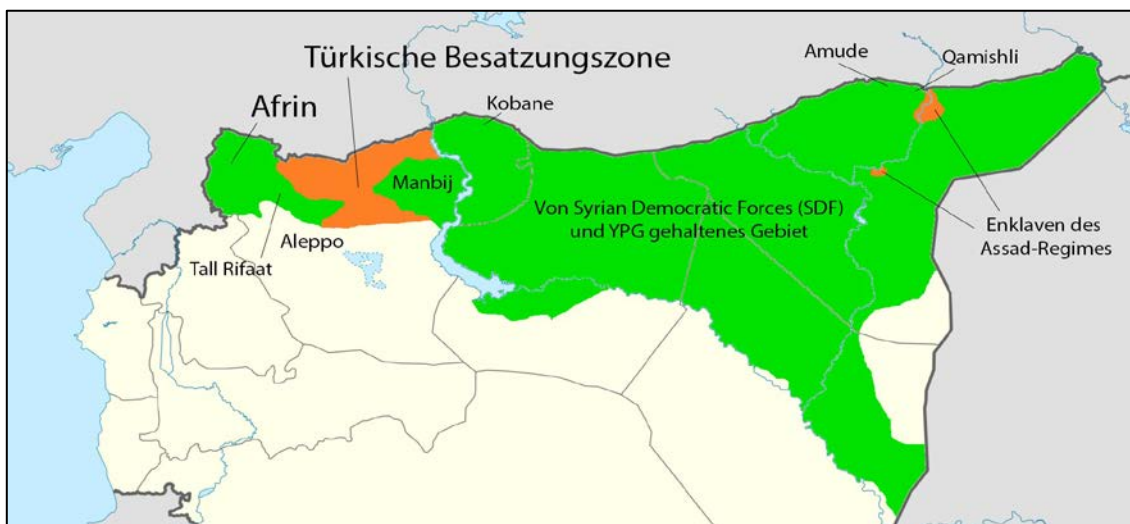 Türkische Besatzungszone
Amude
Qamishli
Afrin
Kobane
Manbij
Von Syrian Democratic Forces (SDF)
und YPG gehaltenes Gebiet
Enklaven des
Assad-Regimes
Aleppo
Tall Rifaat